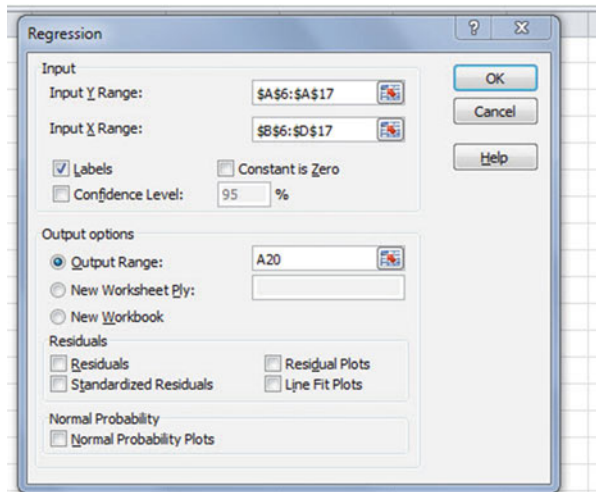 Regression
?
Input
Input Y Range:
$A$6:$A$17
Input X Range:
$B$6:$D$17
Labels
Constant is Zero
Confidence Level:
95
%
OK
Cancel
Help
Output options
Output Range:
A20
New Worksheet Ply:
New Workbook
Residuals
Residuals
Residual Plots
Standardized Residuals
Line Fit Plots
Normal Probability
Normal Probability Plots